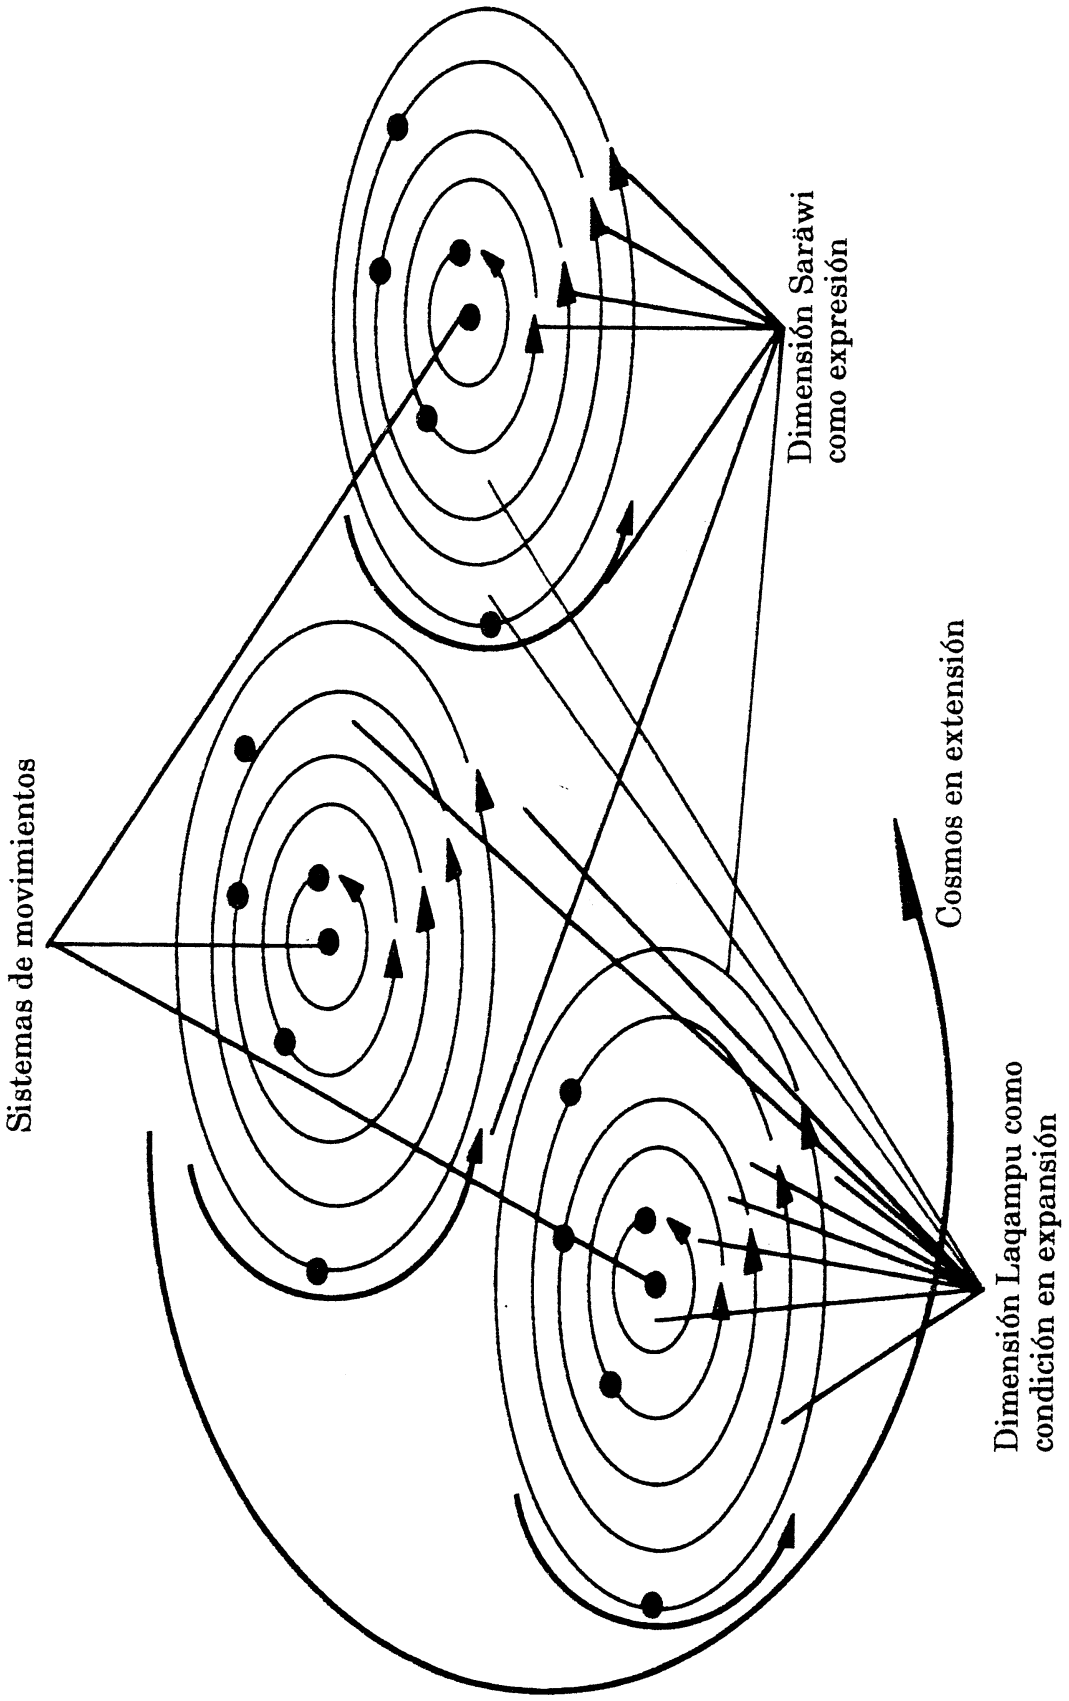 Sistemas de movimientos
Dimensión Saräwi
como expresión
Cosmos en extensión
Dimensión Laqampu como
condición en expansión